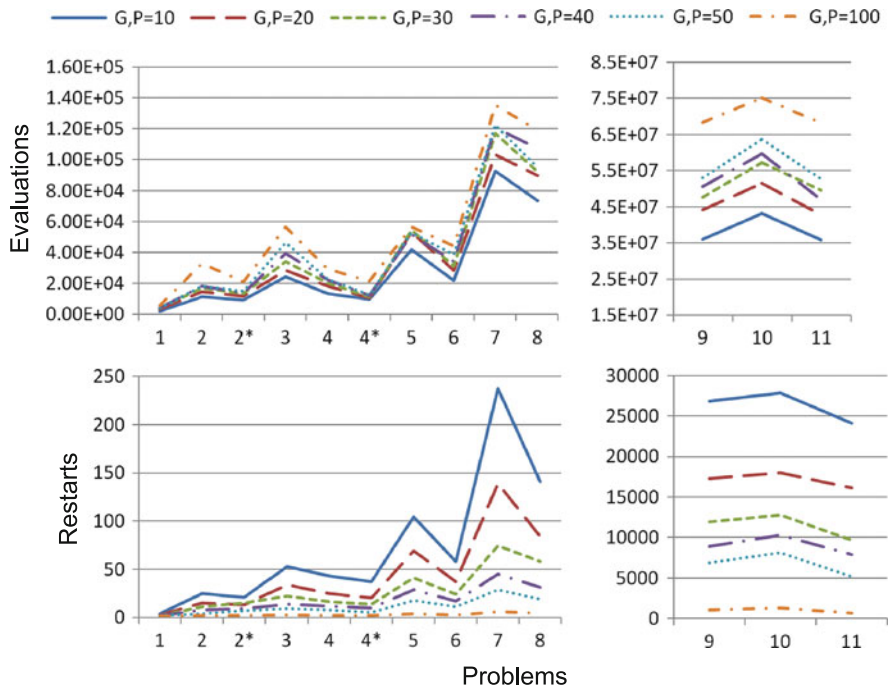 G,P=10 G,P=20 G,P=30 G,P=40 G,P=50 G,P=100
Evaluations
1.60E+05
1.40E+05
1.20E+05
1.00E+05
8.00E+04
6.00E+04
4.00E+04
2.00E+04
0.00E+00
1 2 2* 3 4 4* 5 6 7 8
8.5E+07
7.5E+07
6.5E+07
5.5E+07
4.5E+07
3.5E+07
2.5E+07
1.5E+07
9 10 11
Restarts
250
200
150
100
50
0
1 2 2* 3 4 4* 5 6 7 8
30000
25000
20000
15000
10000
5000
0
9 10 11
Problems